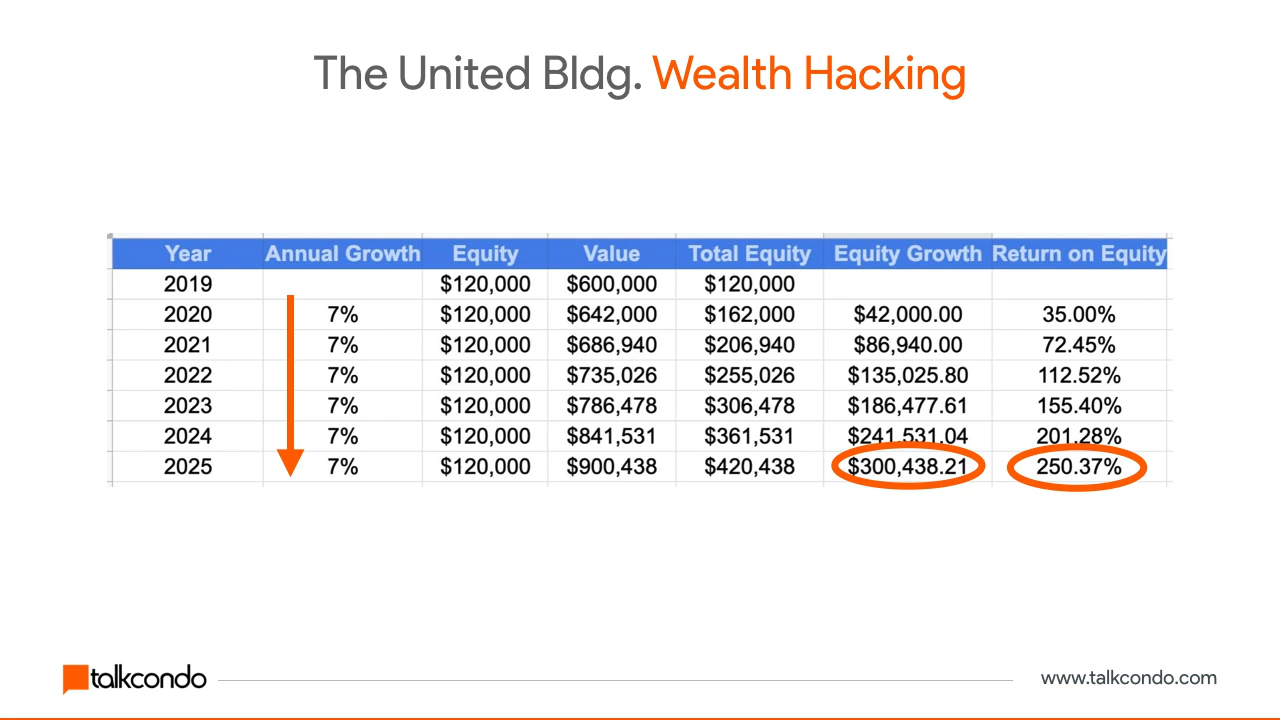 The United Bldg. Wealth Hacking
Year Annual Growth Equity Value Total Equity Equity Growth Return on Equity
2019 $120,000 $600,000 $120,000
2020 7% $120,000 $642,000 $162,000 $42,000.00 35.00%
2021 7% $120,000 $686,940 $206,940 $86,940.00 72.45%
2022 7% $120,000 $735,026 $255,026 $135,025.80 112.52%
2023 7% $120,000 $786,478 $306,478 $186,477.61 155.40%
2024 7% $120,000 $841,531 $361,531 $241,531.04 201.28%
2025 7% $120,000 $900,438 $420,438 $300,438.21 250.37%
talkcondo www.talkcondo.com